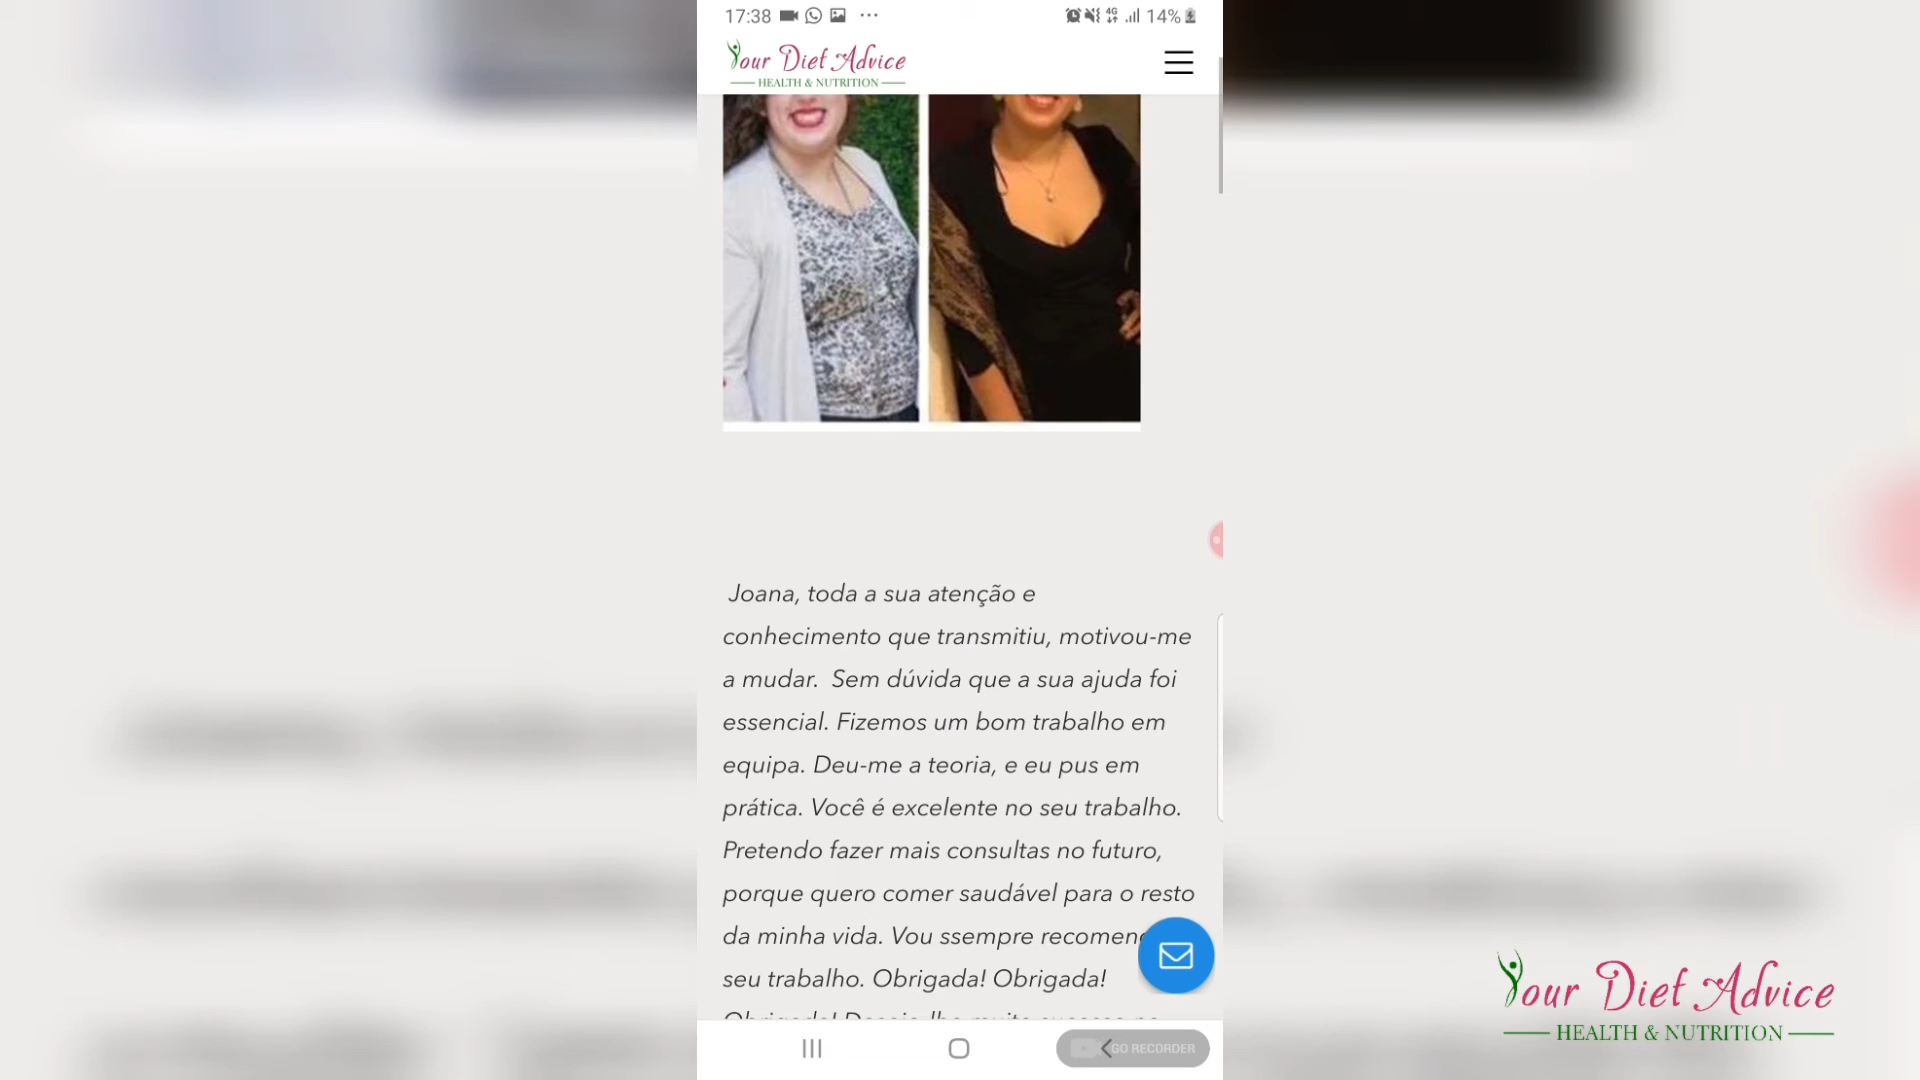 17:38
4G
14%
Your Diet Advice
HEALTH & NUTRITION
Joana, toda a sua atenção e
conhecimento que transmitiu, motivou-me
a mudar. Sem dúvida que a sua ajuda foi
essencial. Fizemos um bom trabalho em
equipa. Deu-me a teoria, e eu pus em
prática. Você é excelente no seu trabalho.
Pretendo fazer mais consultas no futuro,
porque quero comer saudável para o resto
da minha vida. Vou ssempre
seu trabalho. Obrigada! Obrigada!
GO RECORDER
Your Diet Advice
HEALTH & NUTRITION